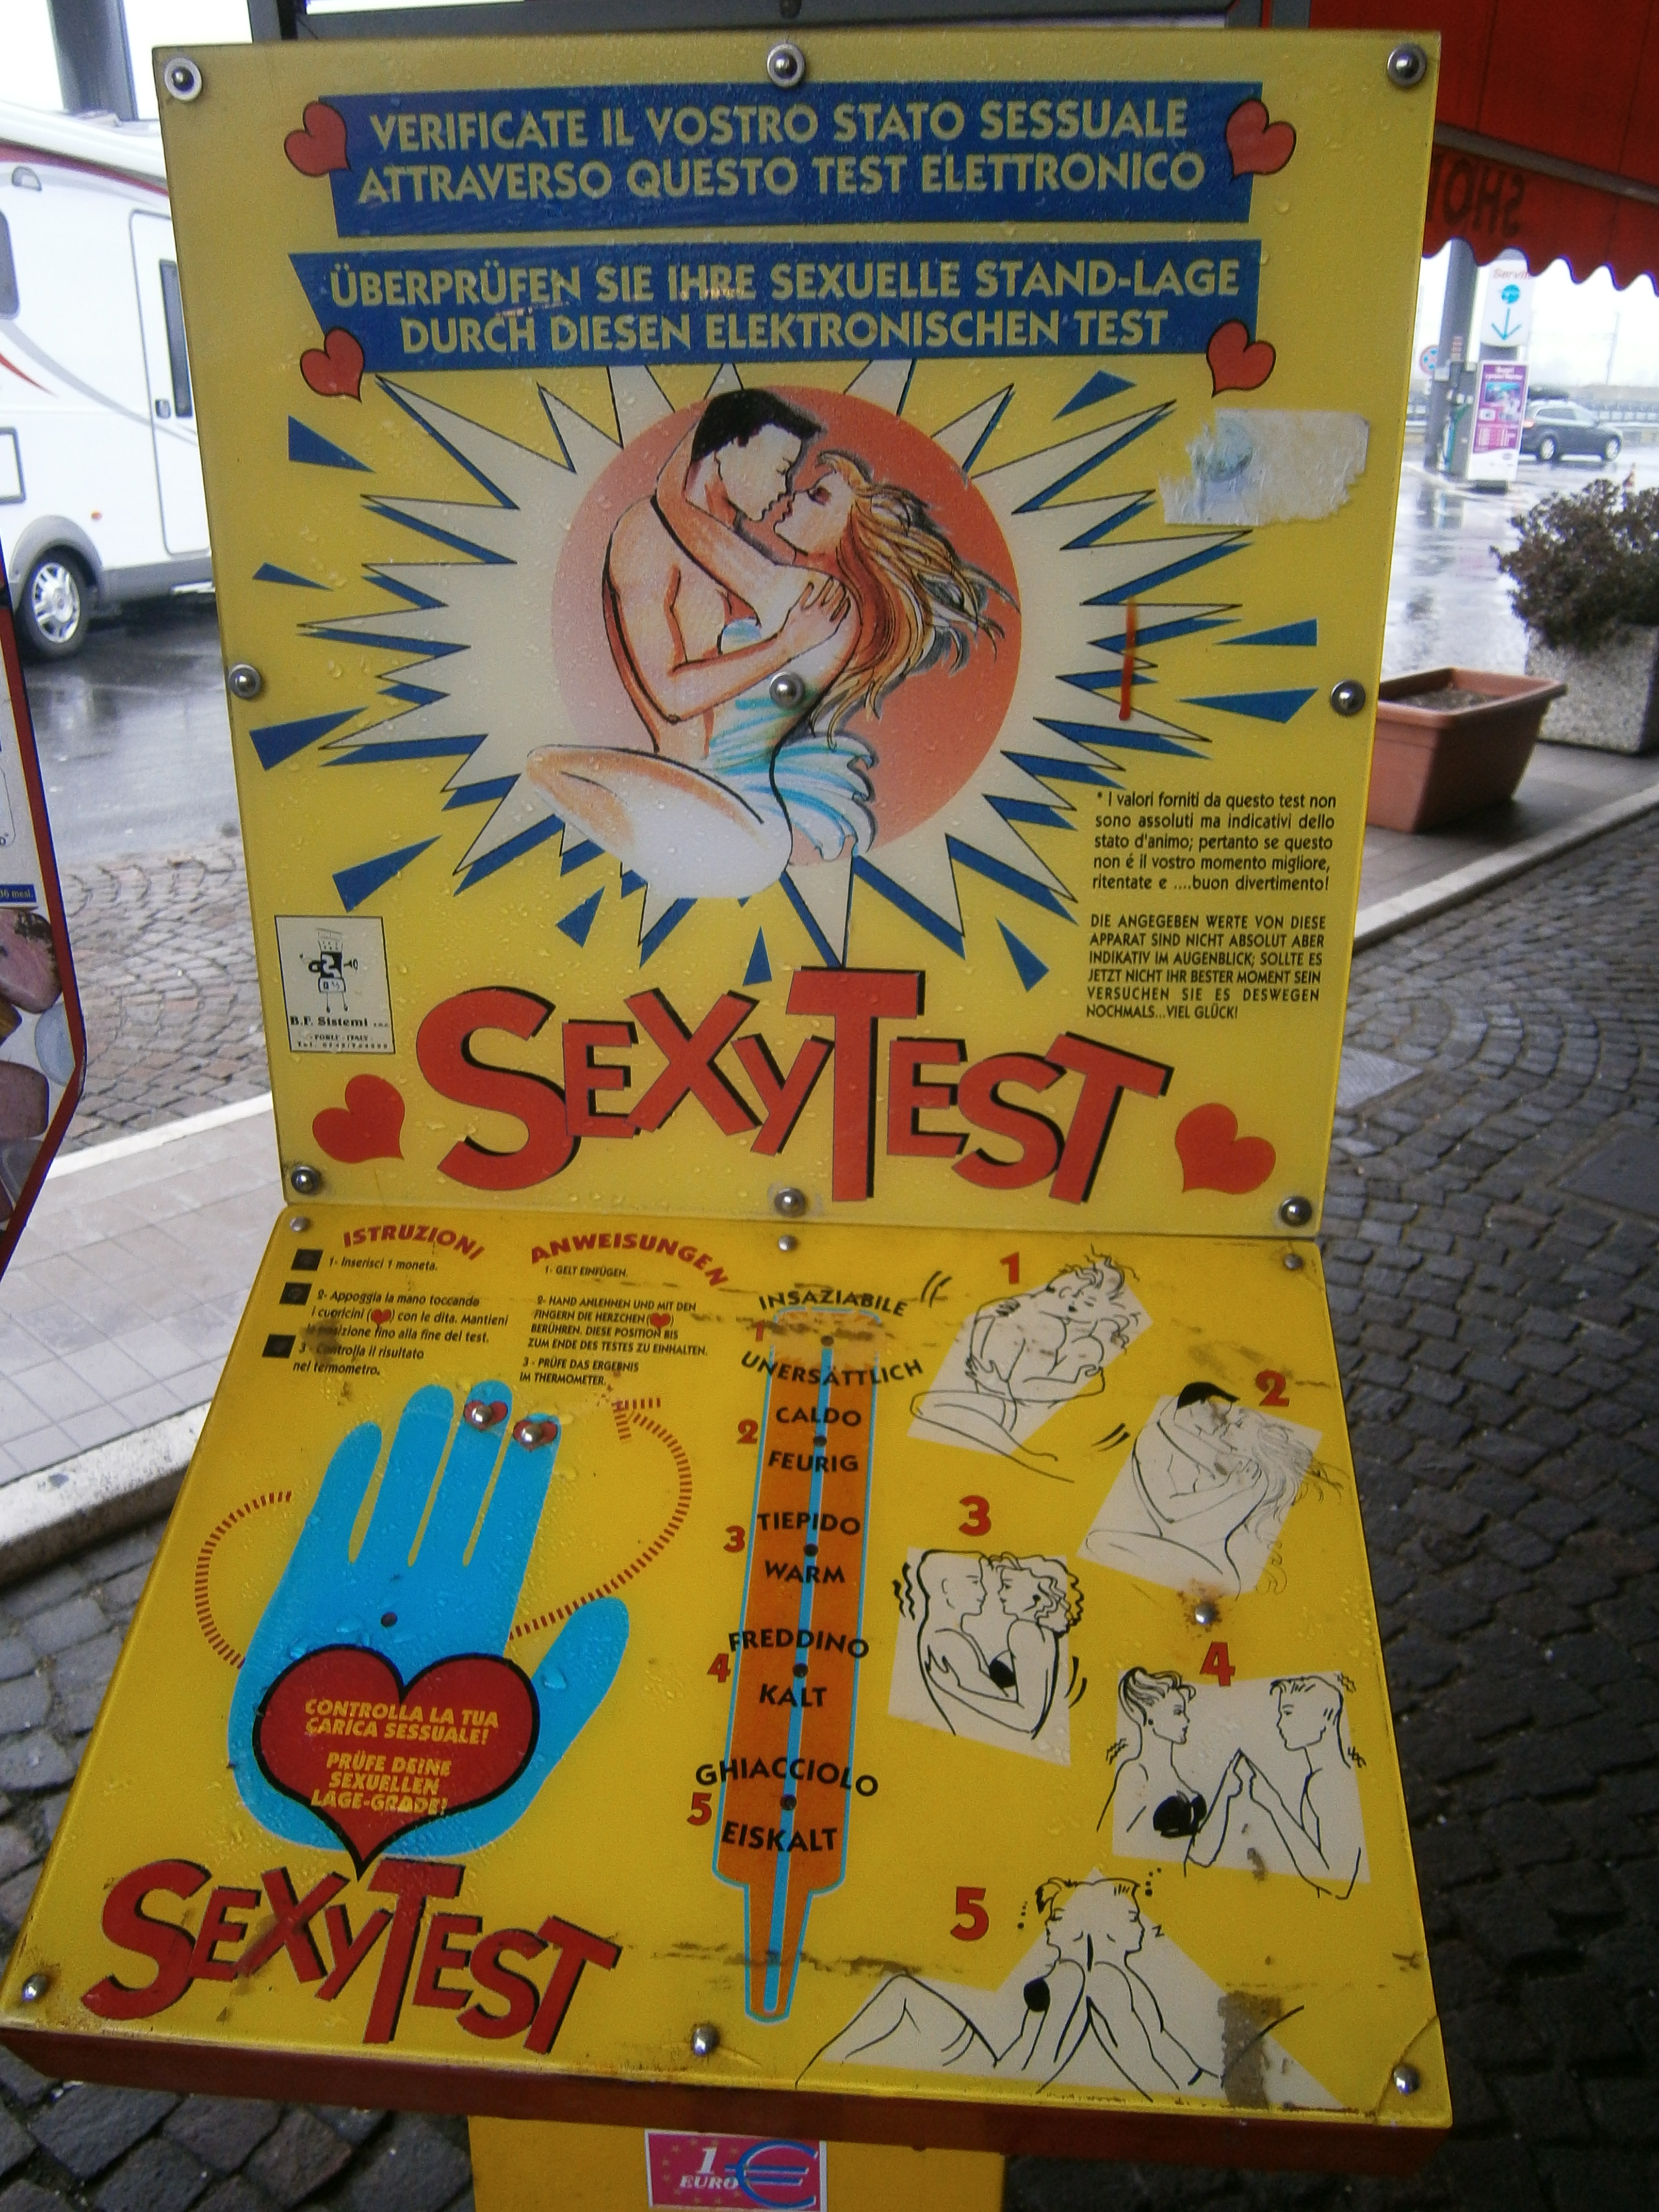 VERIFICATE IL VOSTRO STATO SESSUALE
ATTRAVERSO QUESTO TEST ELETTRONICO
ÜBERPRÜFEN SIE IHRE SEXUELLE STAND-LAGE
DURCH DIESEN ELEKTRONISCHEN TEST
* I valori forniti da questo test non
sono assoluti ma indicativi dello
stato d'animo; pertanto se questo
non é il vostro momento migliore,
ritentate e ....buon divertimento!
DIE ANGEGEBEN WERTE VON DIESE
APPARAT SIND NICHT ABSOLUT ABER
INDIKATIV IM AUGENBLICK; SOLLTE ES
JETZT NICHT IHR BESTER MOMENT SEIN
VERSUCHEN SIE ES DESWEGEN
NOCHMALS...VIEL GLÜCK!
B.F. Sistemi
- FORLI' - ITALY -
SEXYTEST
ISTRUZIONI
1- Inserisci 1 moneta.
2- Appoggia la mano toccando
i cuoricini ( ) con le dita. Mantieni
la posizione fino alla fine del test.
3- Controlla il risultato
nel termometro.
ANWEISUNGEN
1- GELT EINFÜGEN.
2- HAND ANLEHNEN UND MIT DEN
FINGERN DIE HERZCHEN ( )
BERÜHREN. DIESE POSITION BIS
ZUM ENDE DES TESTES ZU EINHALTEN.
3 - PRÜFE DAS ERGEBNIS
IM THERMOMETER.
INSAZIABILE
1
UNERSÄTTLICH
CALDO
2
FEURIG
TIEPIDO
3
WARM
FREDDINO
4
KALT
GHIACCIOLO
5
EISKALT
1
2
3
4
5
CONTROLLA LA TUA
CARICA SESSUALE!
PRÜFE DEINE
SEXUELLEN
LAGE-GRADE!
SEXYTEST
1
EURO €
SHO
Servi
36 mesi.